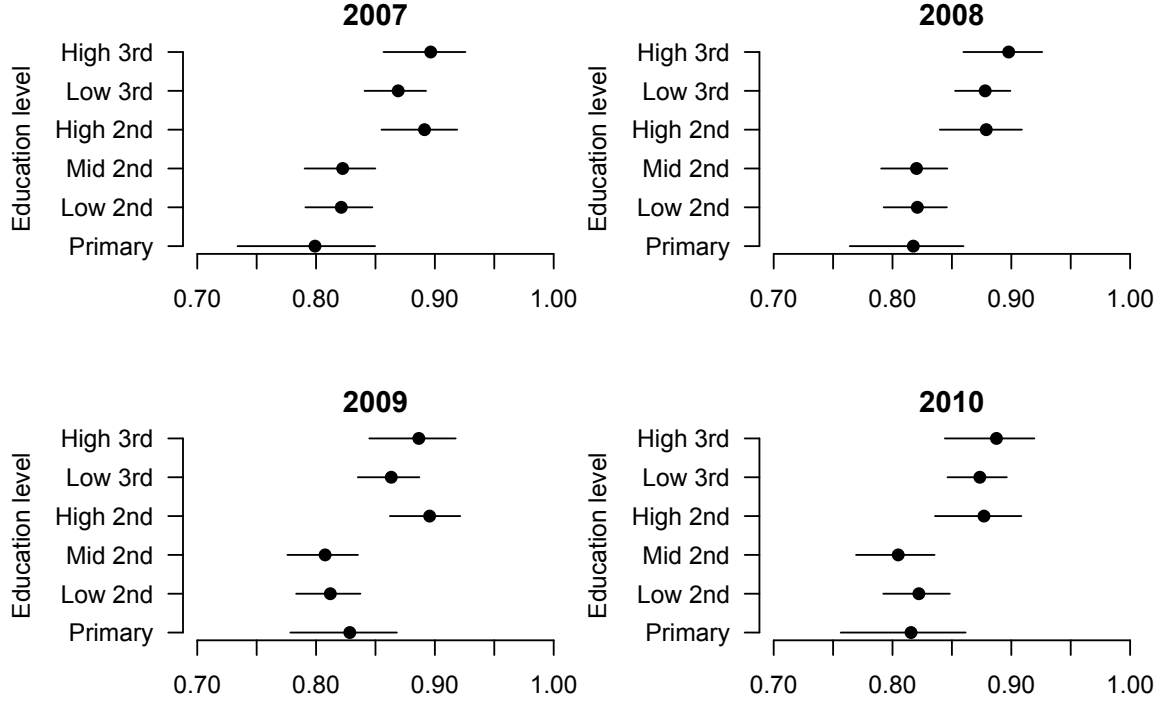 2007
Education level
High 3rd
Low 3rd
High 2nd
Mid 2nd
Low 2nd
Primary
0.70 0.80 0.90 1.00
2008
Education level
High 3rd
Low 3rd
High 2nd
Mid 2nd
Low 2nd
Primary
0.70 0.80 0.90 1.00
2009
Education level
High 3rd
Low 3rd
High 2nd
Mid 2nd
Low 2nd
Primary
0.70 0.80 0.90 1.00
2010
Education level
High 3rd
Low 3rd
High 2nd
Mid 2nd
Low 2nd
Primary
0.70 0.80 0.90 1.00